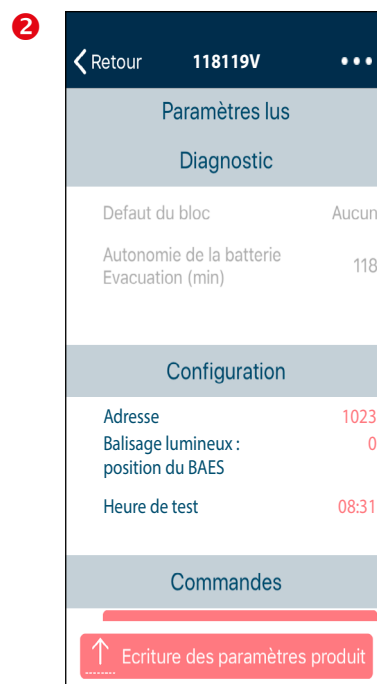 2
Retour 118119V •••
Paramètres lus
Diagnostic
Defaut du bloc Aucun
Autonomie de la batterie
Evacuation (min) 118
Configuration
Adresse 1023
Balisage lumineux : 0
position du BAES
Heure de test 08:31
Commandes
Ecriture des paramètres produit